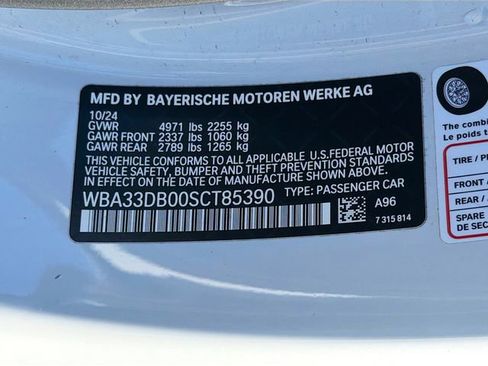 MFD BY BAYERISCHE MOTOREN WERKE AG
10/24
GVWR 4971 lbs 2255 kg
GAWR FRONT 2337 lbs 1060 kg
GAWR REAR 2789 lbs 1265 kg
THIS VEHICLE CONFORMS TO ALL APPLICABLE U.S.FEDERAL MOTOR
VEHICLE SAFETY, BUMPER AND THEFT PREVENTION STANDARDS
IN EFFECT ON THE DATE OF MANUFACTURE SHOWN ABOVE.
WBA33DB00SCT85390 TYPE: PASSENGER CAR
A96
7 315 814
The combin
Le poids t
TIRE / P
FRONT / A
REAR / A
SPARE
DE SECO